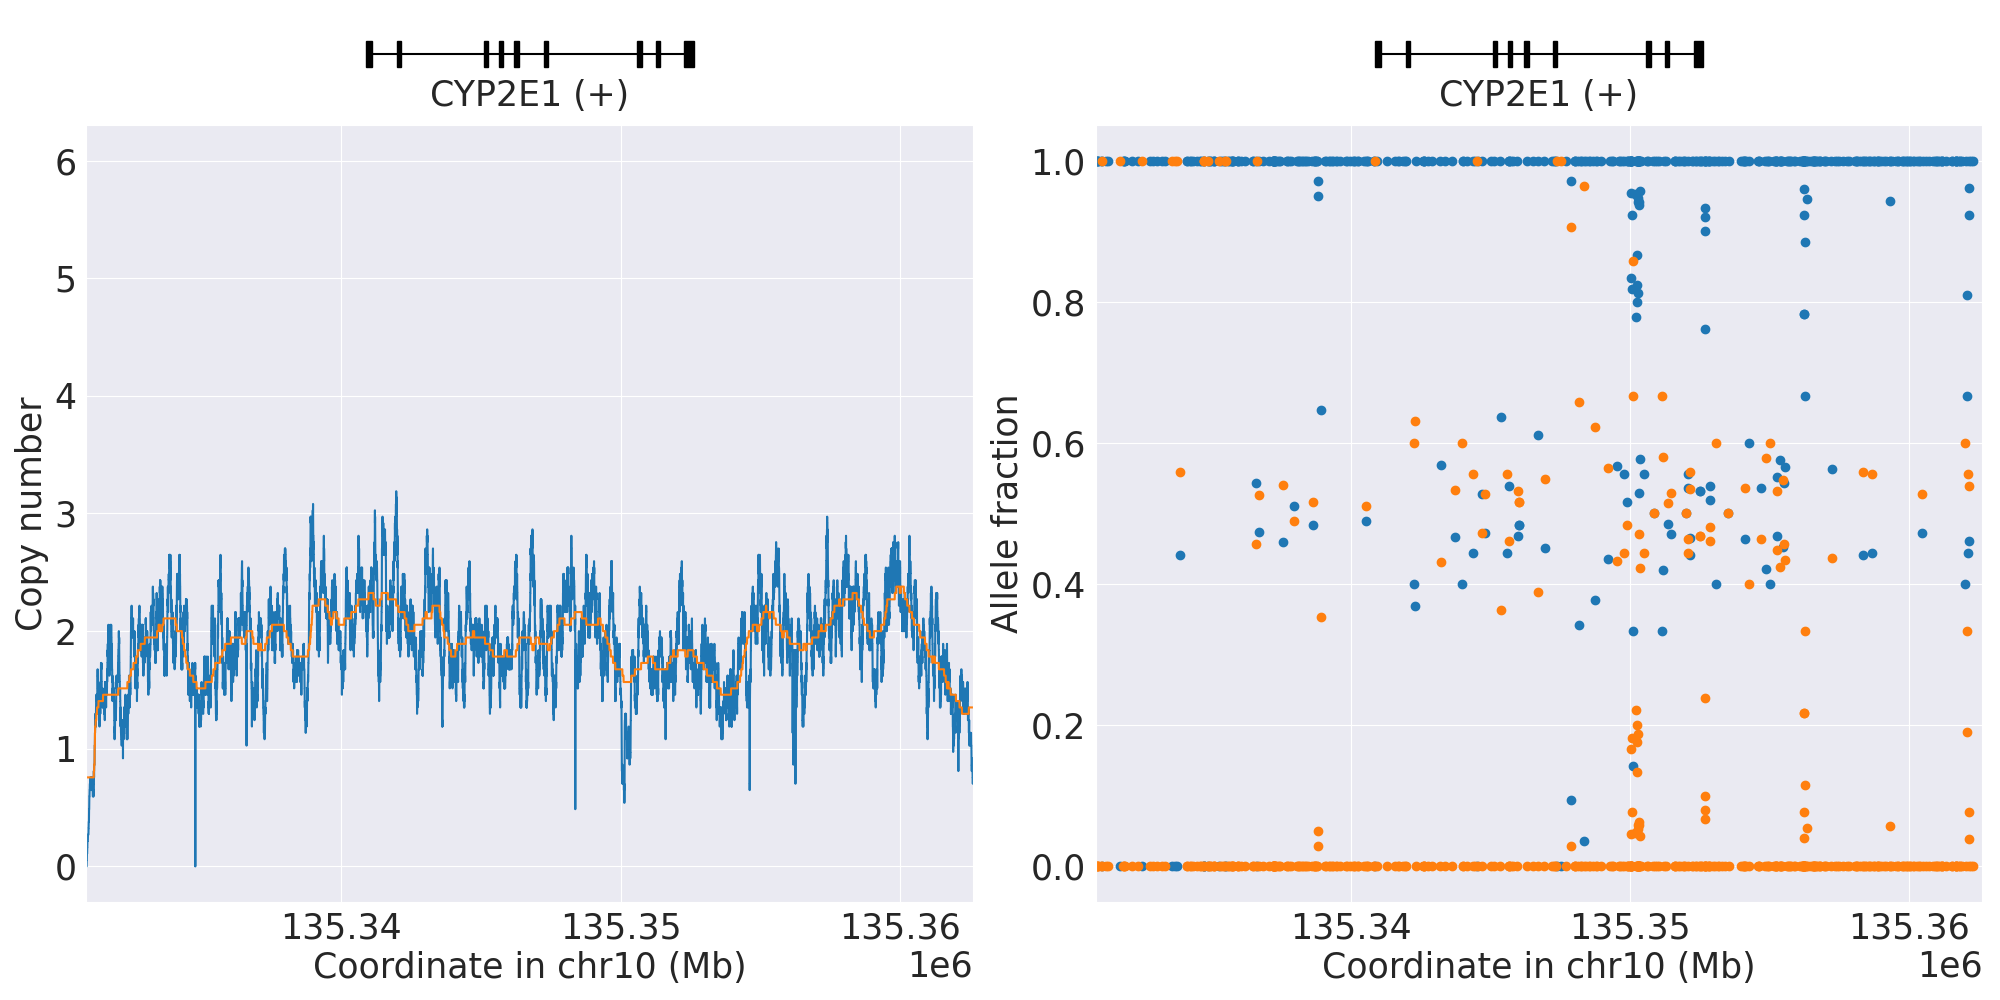 CYP2E1 (+)
CYP2E1 (+)
Copy number
6
5
4
3
2
1
0
135.34
135.35
135.36
Coordinate in chr10 (Mb)
1e6
Allele fraction
1.0
0.8
0.6
0.4
0.2
0.0
135.34
135.35
135.36
Coordinate in chr10 (Mb)
1e6